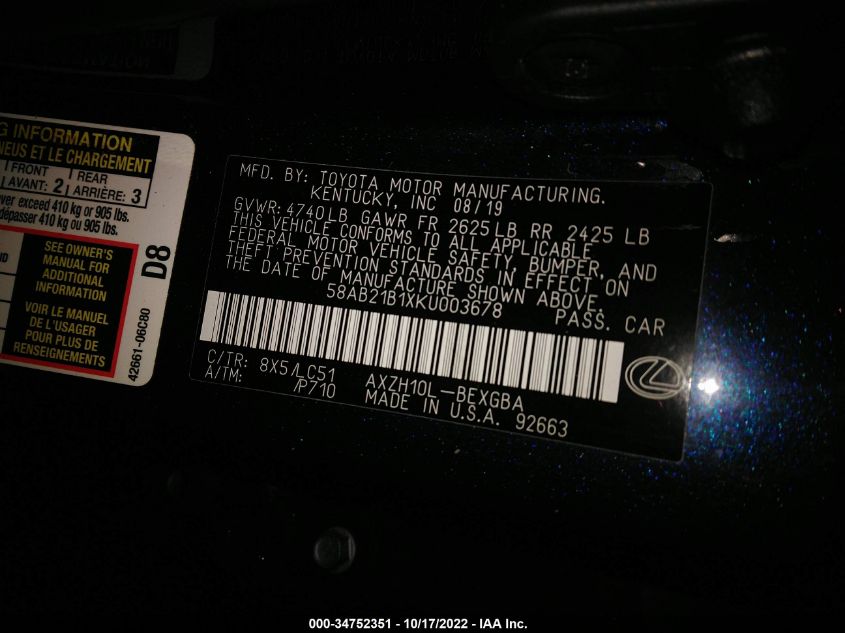 G INFORMATION
NEUS ET LE CHARGEMENT
FRONT REAR
AVANT: 2 ARRIÈRE: 3
ver exceed 410 kg or 905 lbs.
dépasser 410 kg ou 905 lbs.
SEE OWNER'S
MANUAL FOR
ADDITIONAL
INFORMATION
VOIR LE MANUEL
DE L'USAGER
POUR PLUS DE
RENSEIGNEMENTS
D8
42661-06C80
MFD. BY: TOYOTA MOTOR MANUFACTURING.
KENTUCKY, INC 08/19
GVWR: 4740LB GAWR FR 2625LB RR 2425 LB
THIS VEHICLE CONFORMS TO ALL APPLICABLE
FEDERAL MOTOR VEHICLE SAFETY, BUMPER, AND
THEFT PREVENTION STANDARDS IN EFFECT ON
THE DATE OF MANUFACTURE SHOWN ABOVE.
58AB21B1XKU003678 PASS. CAR
C/TR: 8X5/LC51 AXZH10L-BEXGBA
A/TM: /P710 MADE IN U.S.A. 92663
000-34752351 - 10/17/2022 - IAA Inc.